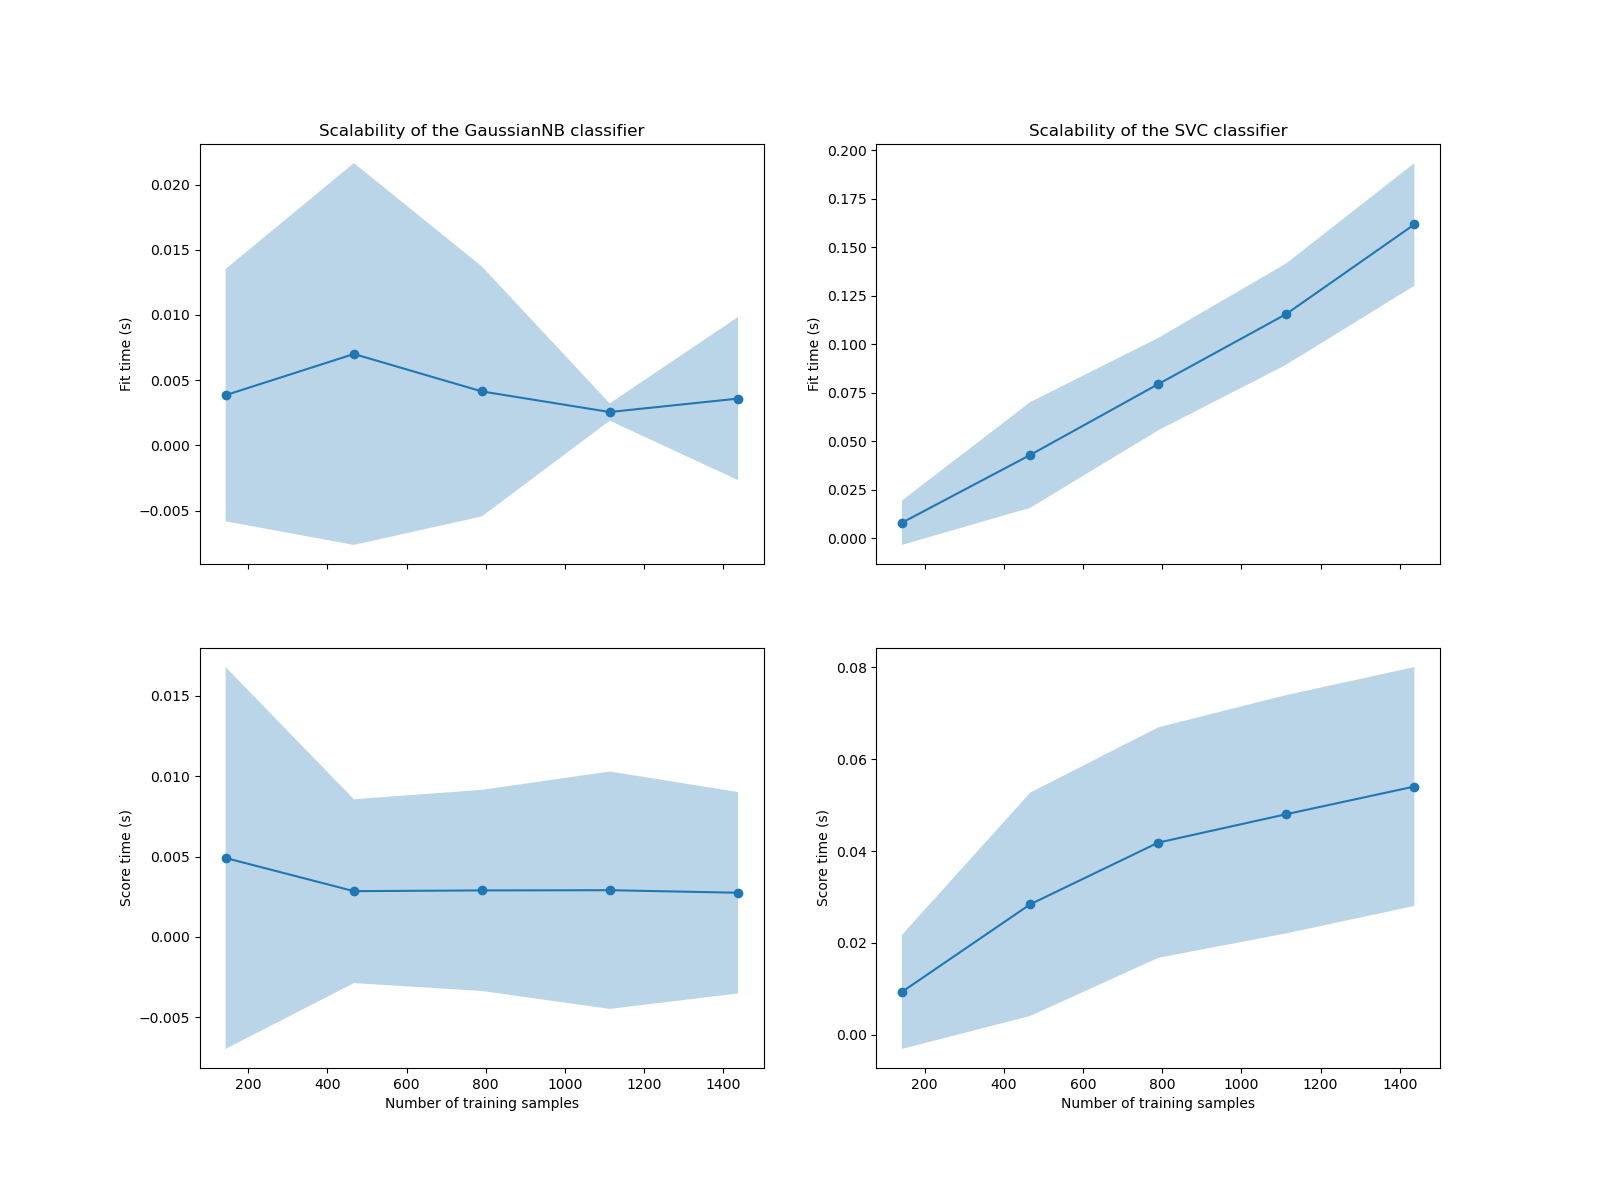 Scalability of the GaussianNB classifier
0.020
0.015
0.010
0.005
0.000
−0.005
Fit time (s)
Scalability of the SVC classifier
0.200
0.175
0.150
0.125
0.100
0.075
0.050
0.025
0.000
Fit time (s)
0.015
0.010
0.005
0.000
−0.005
Score time (s)
200 400 600 800 1000 1200 1400
Number of training samples
0.08
0.06
0.04
0.02
0.00
Score time (s)
200 400 600 800 1000 1200 1400
Number of training samples